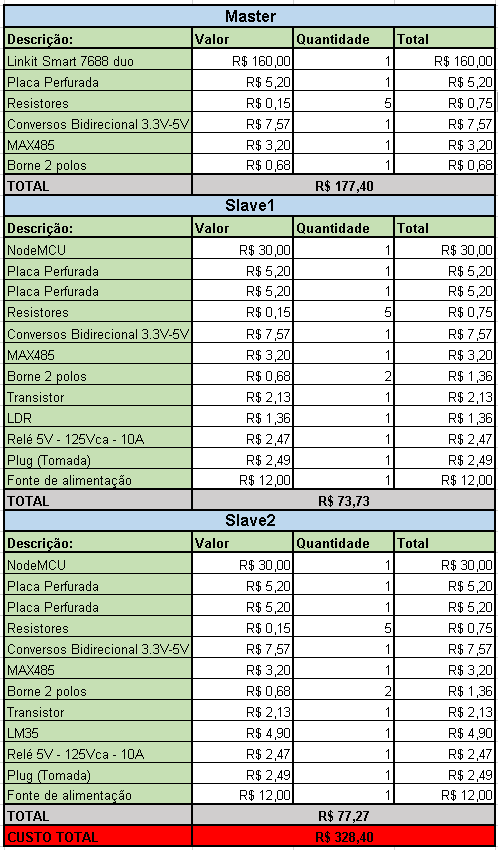 Master
Descrição: Valor Quantidade Total
Linkit Smart 7688 duo R$ 160,00 1 R$ 160,00
Placa Perfurada R$ 5,20 1 R$ 5,20
Resistores R$ 0,15 5 R$ 0,75
Conversos Bidirecional 3.3V-5V R$ 7,57 1 R$ 7,57
MAX485 R$ 3,20 1 R$ 3,20
Borne 2 polos R$ 0,68 1 R$ 0,68
TOTAL R$ 177,40
Slave1
Descrição: Valor Quantidade Total
NodeMCU R$ 30,00 1 R$ 30,00
Placa Perfurada R$ 5,20 1 R$ 5,20
Placa Perfurada R$ 5,20 1 R$ 5,20
Resistores R$ 0,15 5 R$ 0,75
Conversos Bidirecional 3.3V-5V R$ 7,57 1 R$ 7,57
MAX485 R$ 3,20 1 R$ 3,20
Borne 2 polos R$ 0,68 2 R$ 1,36
Transistor R$ 2,13 1 R$ 2,13
LDR R$ 1,36 1 R$ 1,36
Relé 5V - 125Vca - 10A R$ 2,47 1 R$ 2,47
Plug (Tomada) R$ 2,49 1 R$ 2,49
Fonte de alimentação R$ 12,00 1 R$ 12,00
TOTAL R$ 73,73
Slave2
Descrição: Valor Quantidade Total
NodeMCU R$ 30,00 1 R$ 30,00
Placa Perfurada R$ 5,20 1 R$ 5,20
Placa Perfurada R$ 5,20 1 R$ 5,20
Resistores R$ 0,15 5 R$ 0,75
Conversos Bidirecional 3.3V-5V R$ 7,57 1 R$ 7,57
MAX485 R$ 3,20 1 R$ 3,20
Borne 2 polos R$ 0,68 2 R$ 1,36
Transistor R$ 2,13 1 R$ 2,13
LM35 R$ 4,90 1 R$ 4,90
Relé 5V - 125Vca - 10A R$ 2,47 1 R$ 2,47
Plug (Tomada) R$ 2,49 1 R$ 2,49
Fonte de alimentação R$ 12,00 1 R$ 12,00
TOTAL R$ 77,27
CUSTO TOTAL R$ 328,40